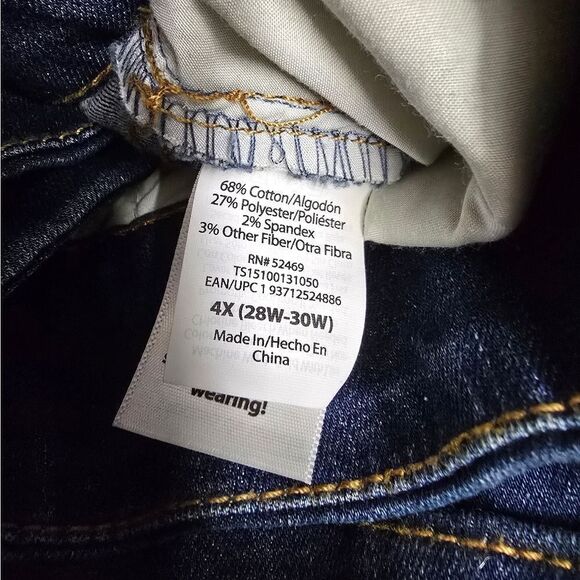 68% Cotton/Algodón
27% Polyester/Poliéster
2% Spandex
3% Other Fiber/Otra Fibra
RN# 52469
TS15100131050
EAN/UPC 1 93712524886
4X (28W-30W)
Made In/Hecho En
China
wearing!